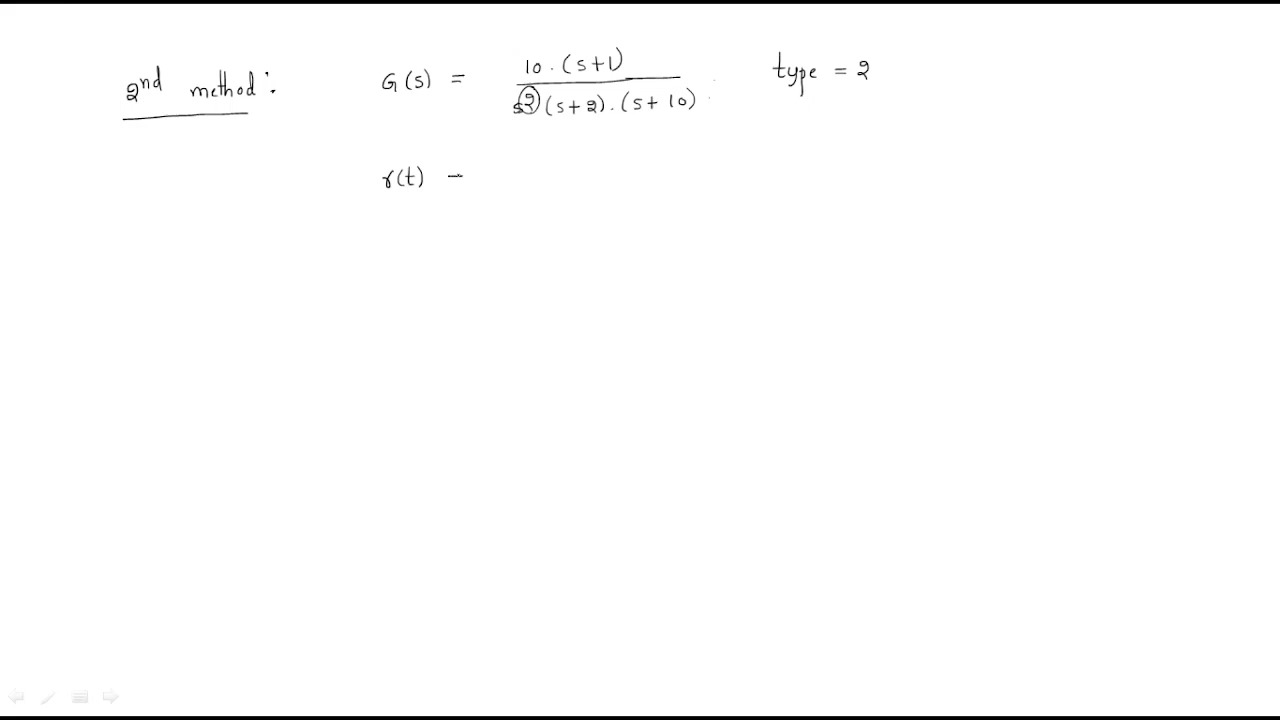 2nd method: G(s) = 10.(s+1) / s²(s+2).(s+10) type = 2
r(t) -